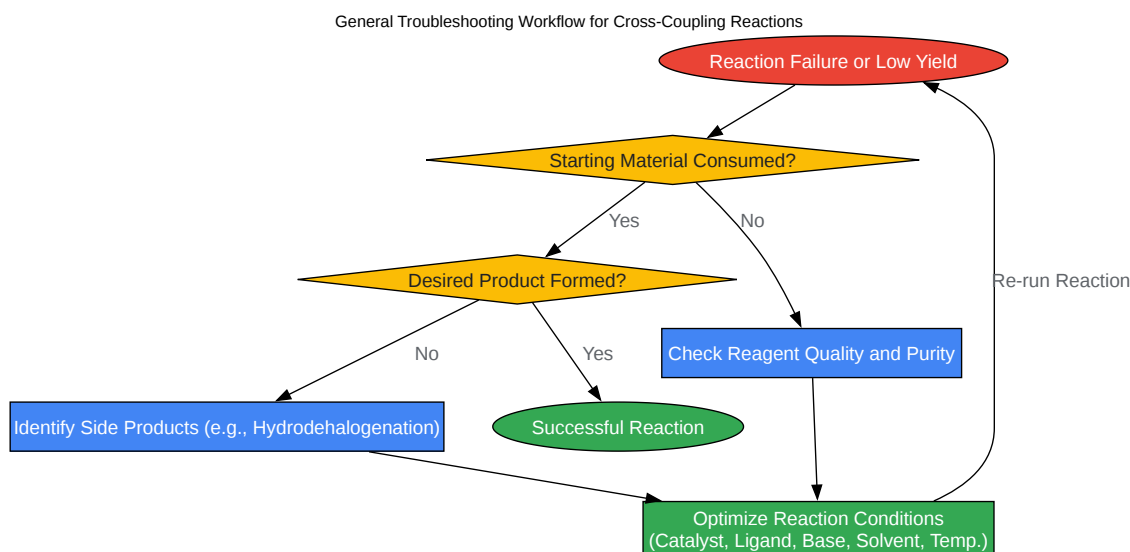 General Troubleshooting Workflow for Cross-Coupling Reactions
Reaction Failure or Low Yield
Starting Material Consumed?
Yes
No
Desired Product Formed?
Re-run Reaction
No
Yes
Check Reagent Quality and Purity
Identify Side Products (e.g., Hydrodehalogenation)
Successful Reaction
Optimize Reaction Conditions
(Catalyst, Ligand, Base, Solvent, Temp.)